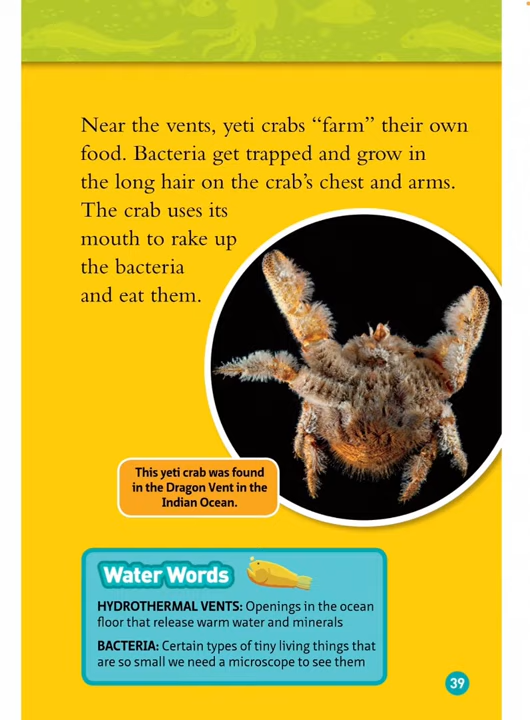 Near the vents, yeti crabs “farm” their own
food. Bacteria get trapped and grow in
the long hair on the crab’s chest and arms.
The crab uses its
mouth to rake up
the bacteria
and eat them.
This yeti crab was found
in the Dragon Vent in the
Indian Ocean.
Water Words
HYDROTHERMAL VENTS: Openings in the ocean
floor that release warm water and minerals
BACTERIA: Certain types of tiny living things that
are so small we need a microscope to see them
39